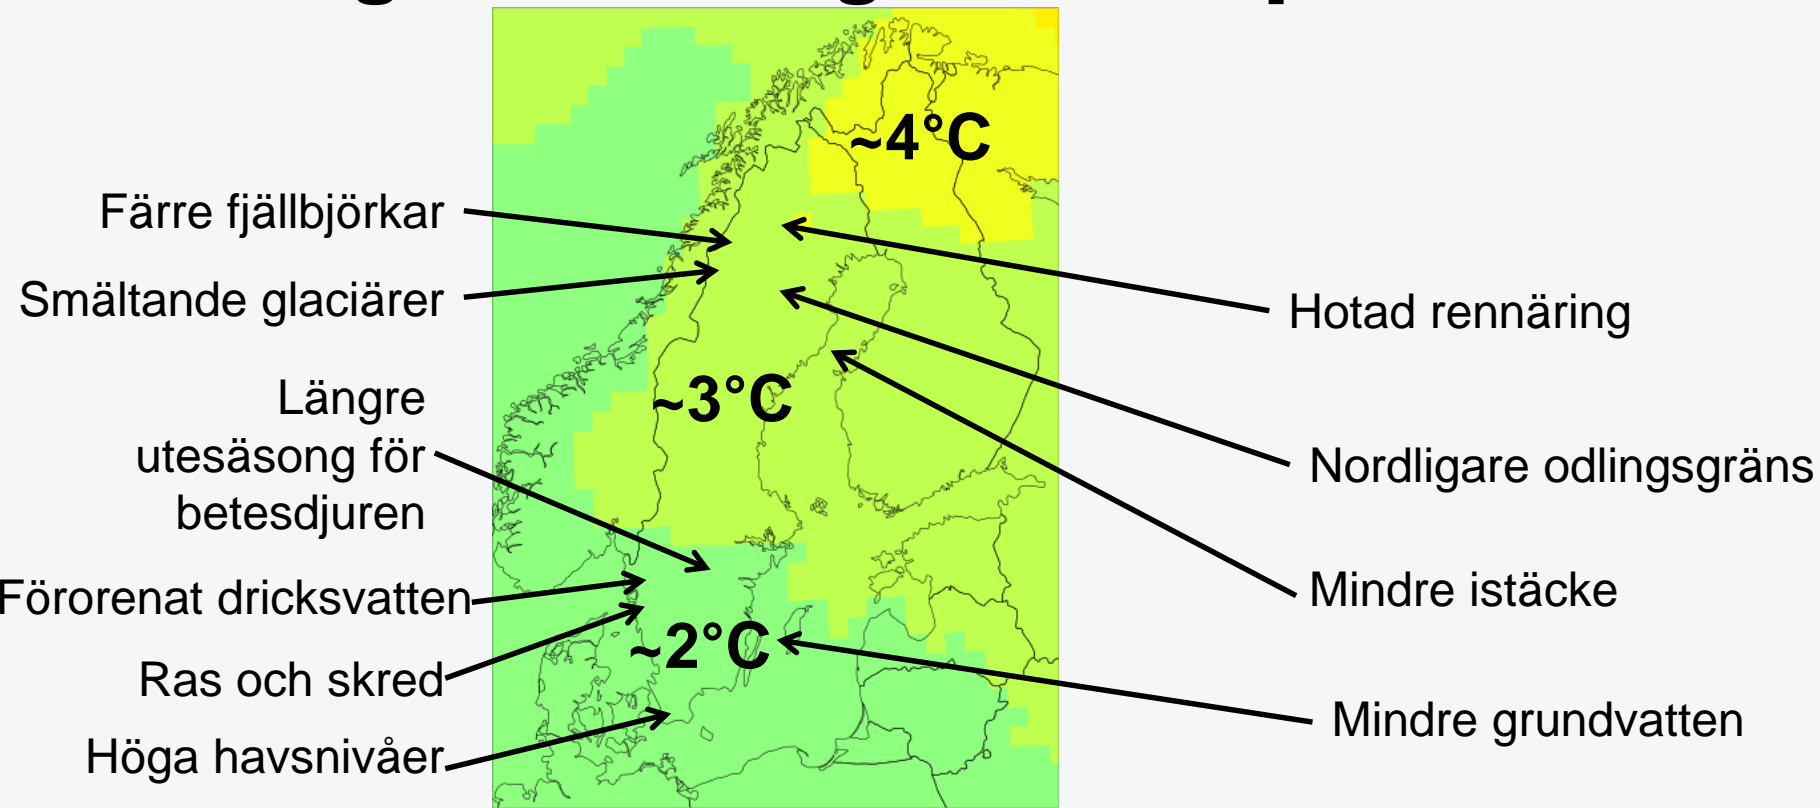 ~4°C
Färre fjällbjörkar
Smältande glaciärer
Hotad rennäring
Längre
utesäsong för
betesdjuren
~3°C
Nordligare odlingsgräns
Förorenat dricksvatten
Mindre istäcke
~2°C
Ras och skred
Mindre grundvatten
Höga havsnivåer